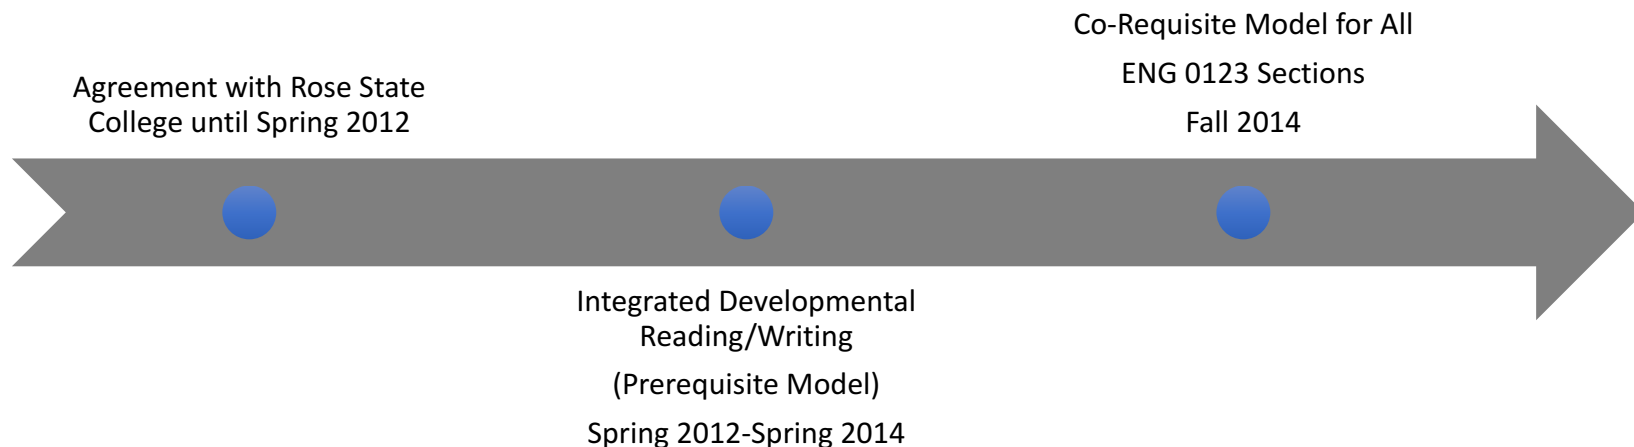 Agreement with Rose State
College until Spring 2012
Integrated Developmental
Reading/Writing
(Prerequisite Model)
Spring 2012-Spring 2014
Co-Requisite Model for All
ENG 0123 Sections
Fall 2014